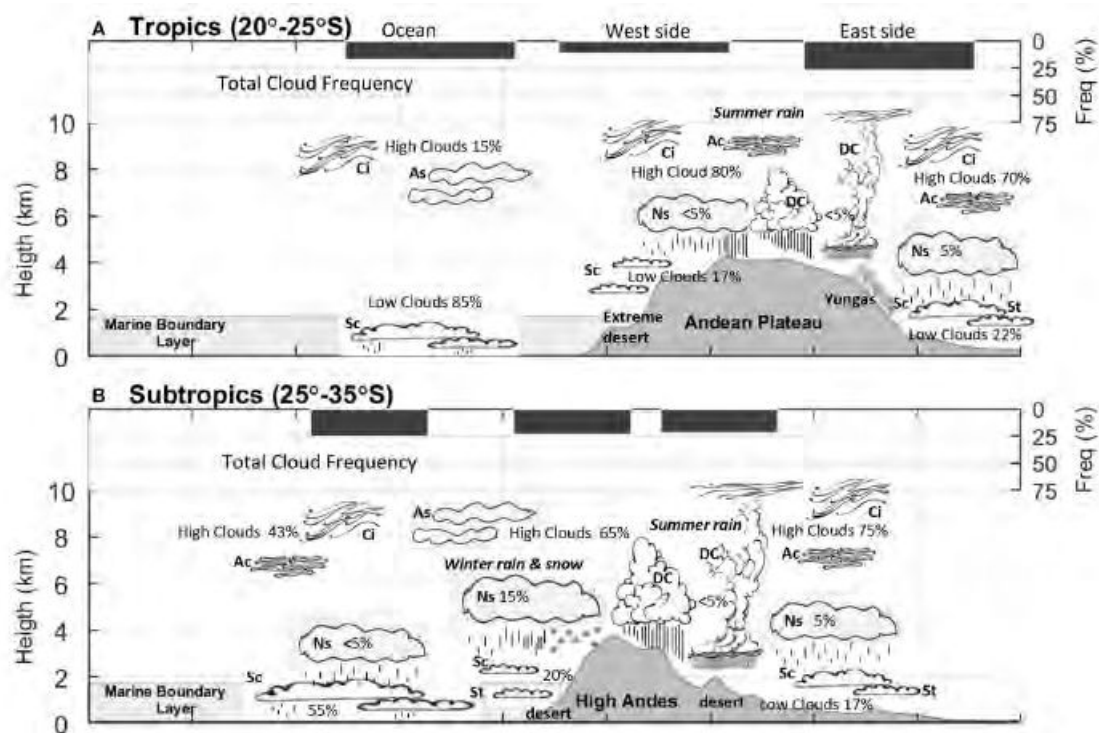 A Tropics (20°-25°S)
Ocean West side East side
Total Cloud Frequency
0
25
50
75
Freq (%)
Summer rain
10
8
6
4
2
0
Heigth (km)
High Clouds 15%
Ci
As
Ac
High Cloud 80%
DC
Ci
High Clouds 70%
Ac
Ns <5%
DC
<5%
Ns 5%
Sc
Low Clouds 17%
Low Clouds 85%
Sc
Marine Boundary
Layer
Extreme
desert
Andean Plateau
Yungas
Sc
St
Low Clouds 22%
B Subtropics (25°-35°S)
Total Cloud Frequency
0
25
50
75
Freq (%)
10
8
6
4
2
0
Heigth (km)
High Clouds 43%
Ci
Ac
As
High Clouds 65%
Summer rain
Ci
High Clouds 75%
Ac
Winter rain & snow
DC
DC
<5%
Ns 15%
Ns <5%
Ns 5%
Sc
Sc
20%
St
Sc
St
Marine Boundary
Layer
55%
desert
High Andes
desert
Low Clouds 17%